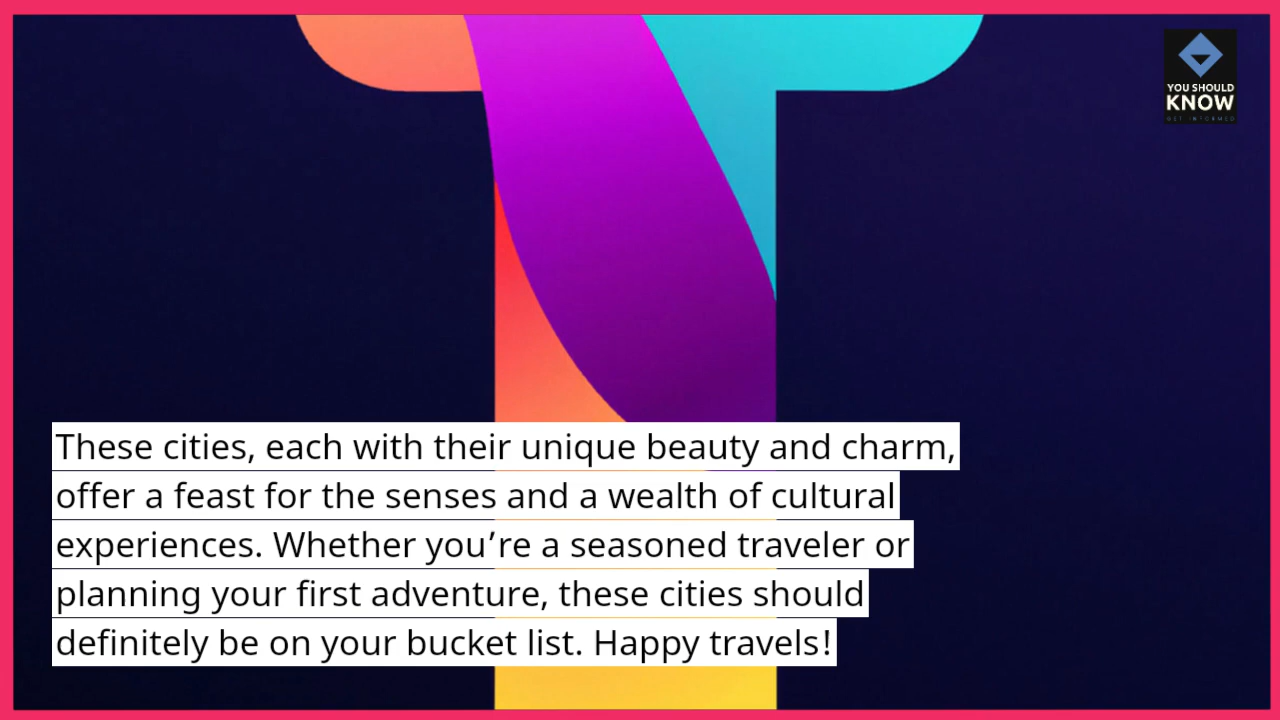 YOU SHOULD
KNOW
GET INFORMED
These cities, each with their unique beauty and charm,
offer a feast for the senses and a wealth of cultural
experiences. Whether you’re a seasoned traveler or
planning your first adventure, these cities should
definitely be on your bucket list. Happy travels!